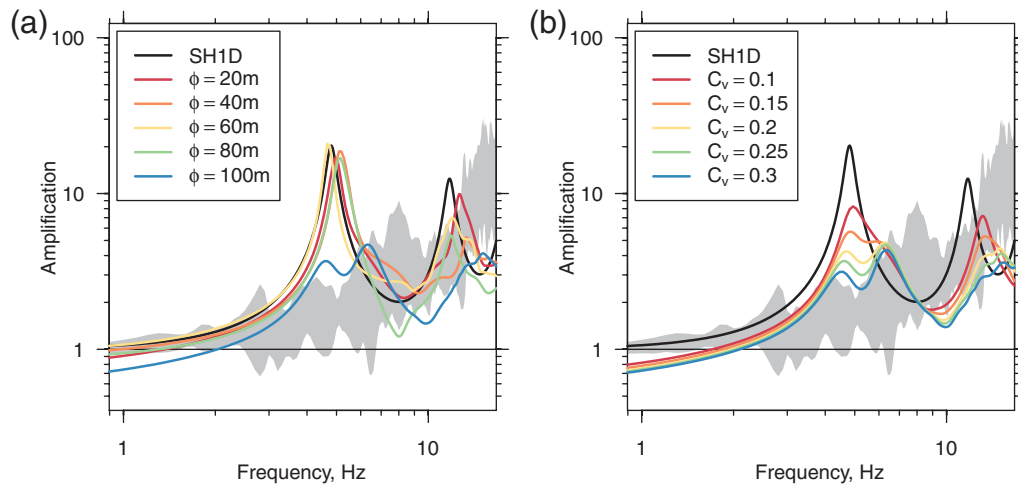 (a)
100
10
1
Amplification
SH1D
ϕ = 20m
ϕ = 40m
ϕ = 60m
ϕ = 80m
ϕ = 100m
1
10
Frequency, Hz
(b)
100
10
1
Amplification
SH1D
Cv = 0.1
Cv = 0.15
Cv = 0.2
Cv = 0.25
Cv = 0.3
1
10
Frequency, Hz